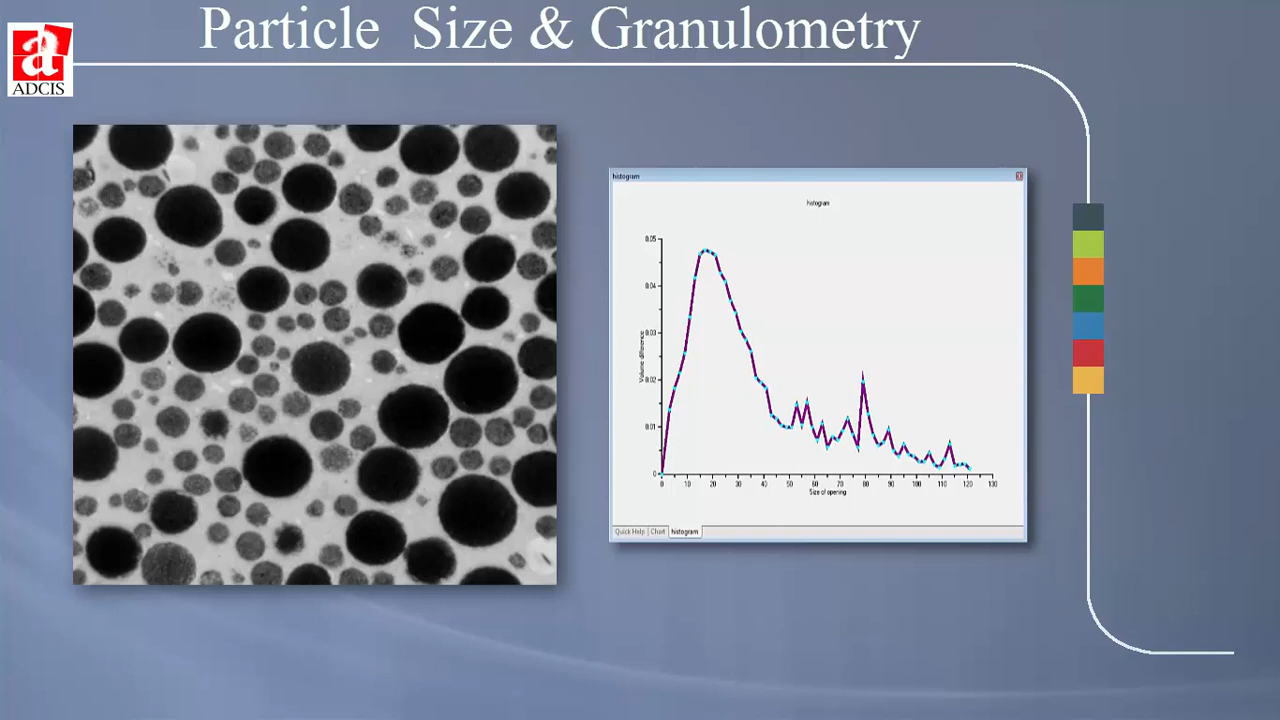 Particle Size & Granulometry
ADCIS
histogram
histogram
0.05
0.04
0.03
0.02
0.01
0
Volume difference
0 10 20 30 40 50 60 70 80 90 100 110 120 130
Size of opening
Quick Help Chart histogram